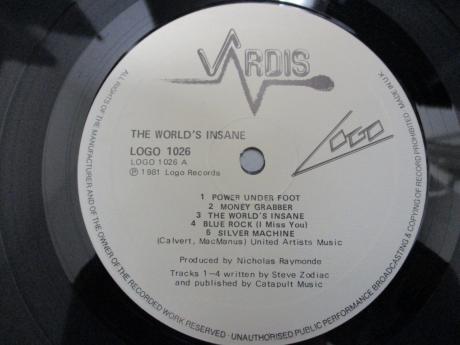 VARDIS
THE WORLD'S INSANE
LOGO 1026
LOGO 1026 A
Ⓟ 1981 Logo Records
LOGO
1 POWER UNDER FOOT
2 MONEY GRABBER
3 THE WORLD'S INSANE
4 BLUE ROCK (I Miss You)
5 SILVER MACHINE
(Calvert, MacManus) United Artists Music
Produced by Nicholas Raymonde
Tracks 1-4 written by Steve Zodiac
and published by Catapult Music
ALL RIGHTS OF THE MANUFACTURER AND OF THE OWNER OF THE RECORDED WORK RESERVED · UNAUTHORISED PUBLIC PERFORMANCE BROADCASTING & COPYING OF RECORD PROHIBITED MADE IN U.K.